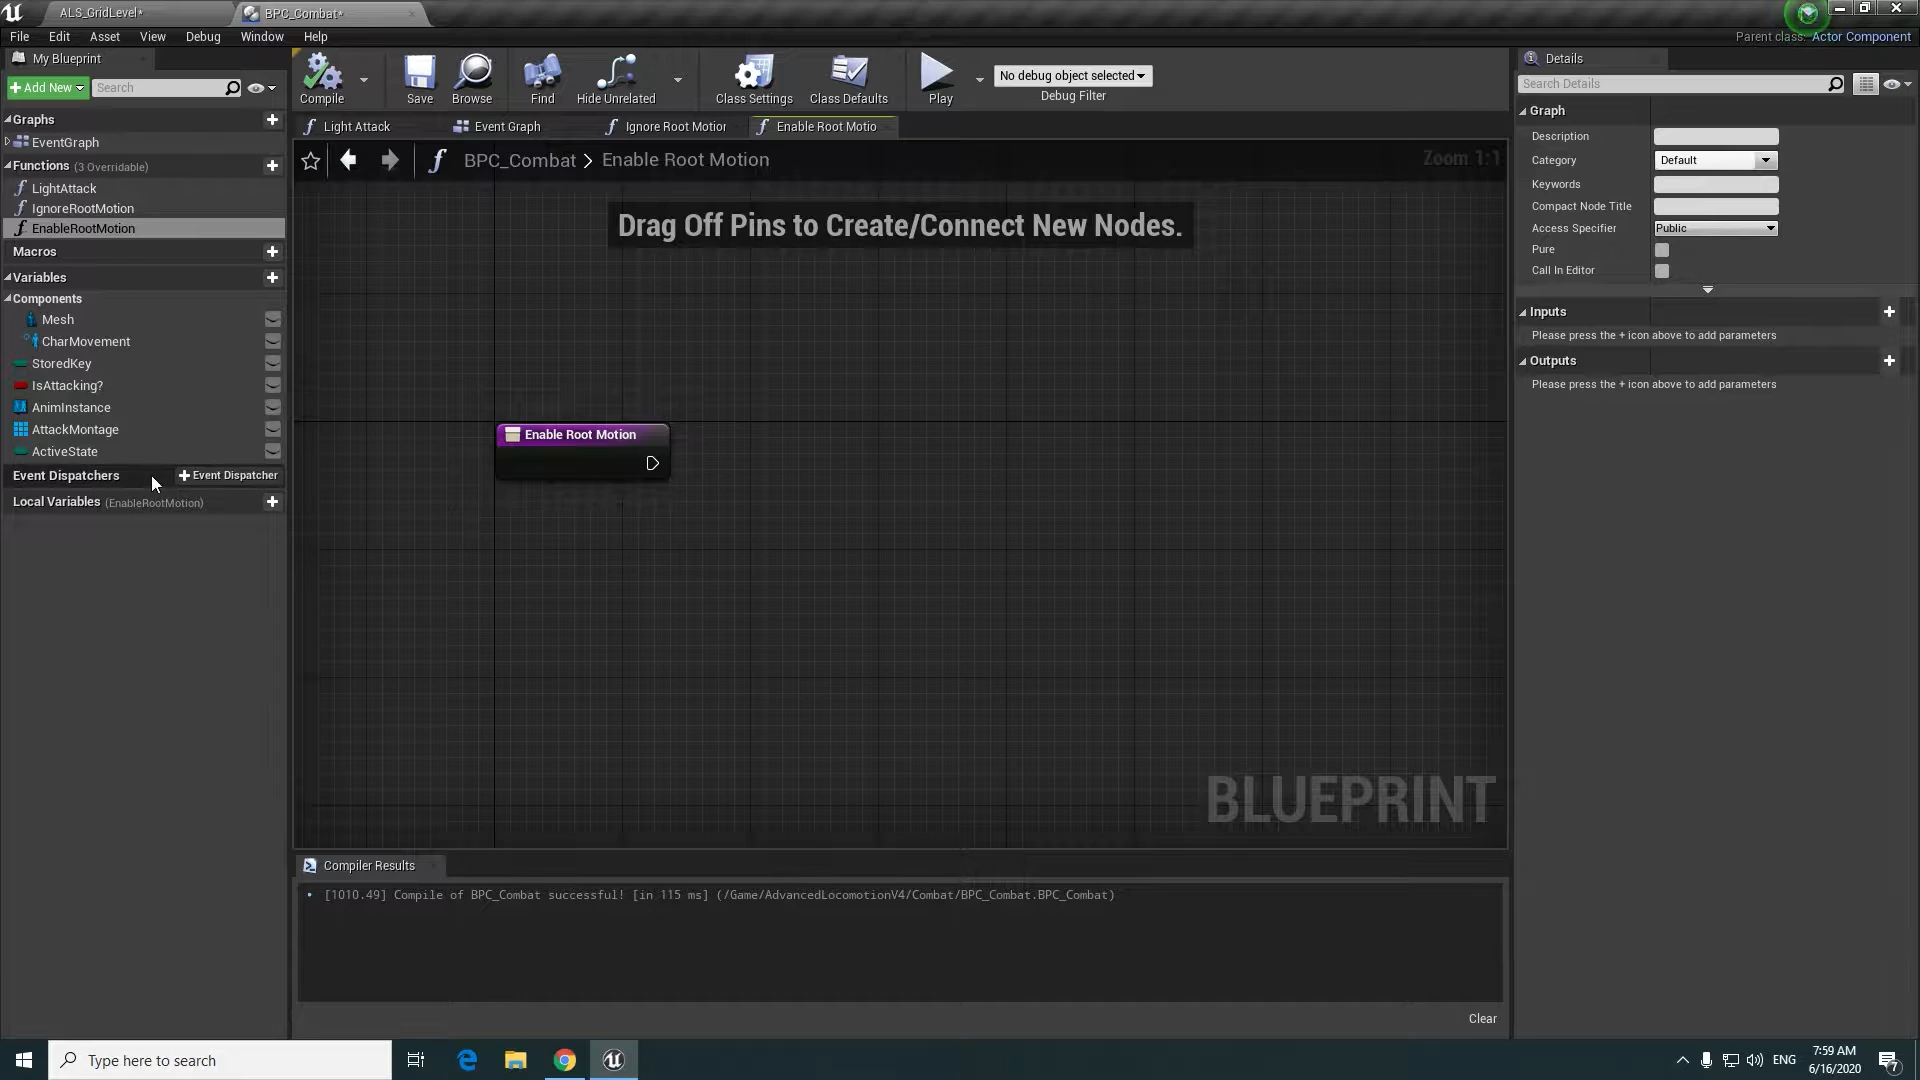 ALS_GridLevel*
BPC_Combat*
File Edit Asset View Debug Window Help
Parent class: Actor Component
My Blueprint
+ Add New
Search
Graphs
EventGraph
Functions (3 Overridable)
LightAttack
IgnoreRootMotion
EnableRootMotion
Macros
Variables
Components
Mesh
CharMovement
StoredKey
IsAttacking?
AnimInstance
AttackMontage
ActiveState
Event Dispatchers
+ Event Dispatcher
Local Variables (EnableRootMotion)
Compile
Save
Browse
Find
Hide Unrelated
Class Settings
Class Defaults
Play
No debug object selected
Debug Filter
Light Attack
Event Graph
Ignore Root Motior
Enable Root Motio
BPC_Combat > Enable Root Motion
Zoom 1:1
Drag Off Pins to Create/Connect New Nodes.
Enable Root Motion
BLUEPRINT
Compiler Results
[1010.49] Compile of BPC_Combat successful! [in 115 ms] (/Game/AdvancedLocomotionV4/Combat/BPC_Combat.BPC_Combat)
Clear
Details
Search Details
Graph
Description
Category Default
Keywords
Compact Node Title
Access Specifier Public
Pure
Call In Editor
Inputs
Please press the + icon above to add parameters
Outputs
Please press the + icon above to add parameters
Type here to search
ENG
7:59 AM
6/16/2020
7